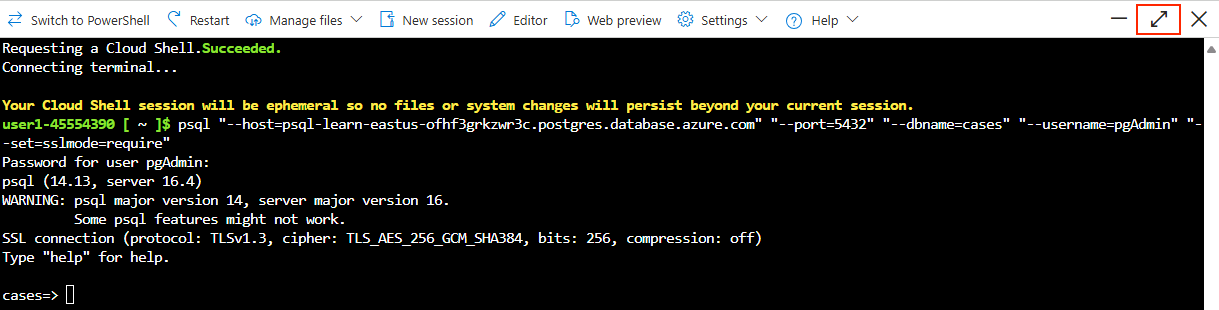 Switch to PowerShell Restart Manage files New session Editor Web preview Settings Help
Requesting a Cloud Shell.Succeeded.
Connecting terminal...
Your Cloud Shell session will be ephemeral so no files or system changes will persist beyond your current session.
user1-45554390 [ ~ ]$ psql "--host=psql-learn-eastus-ofhf3grkzwr3c.postgres.database.azure.com" "--port=5432" "--dbname=cases" "--username=pgAdmin" "-
-set=sslmode=require"
Password for user pgAdmin:
psql (14.13, server 16.4)
WARNING: psql major version 14, server major version 16.
Some psql features might not work.
SSL connection (protocol: TLSv1.3, cipher: TLS_AES_256_GCM_SHA384, bits: 256, compression: off)
Type "help" for help.
cases=>